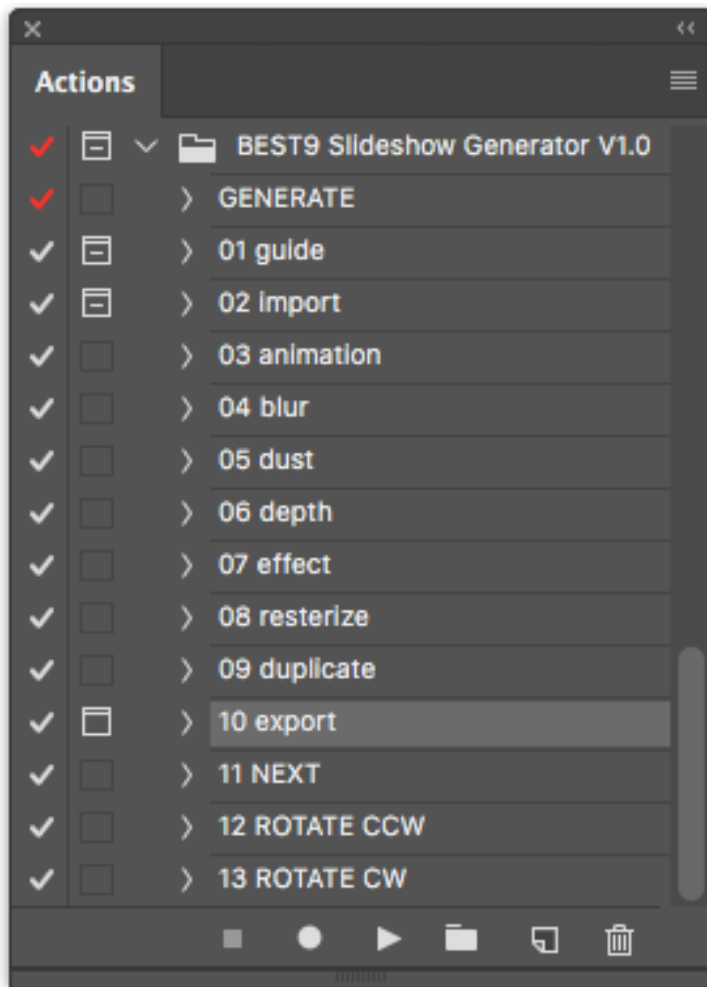 Actions
BEST9 Slideshow Generator V1.0
GENERATE
01 guide
02 import
03 animation
04 blur
05 dust
06 depth
07 effect
08 resterize
09 duplicate
10 export
11 NEXT
12 ROTATE CCW
13 ROTATE CW